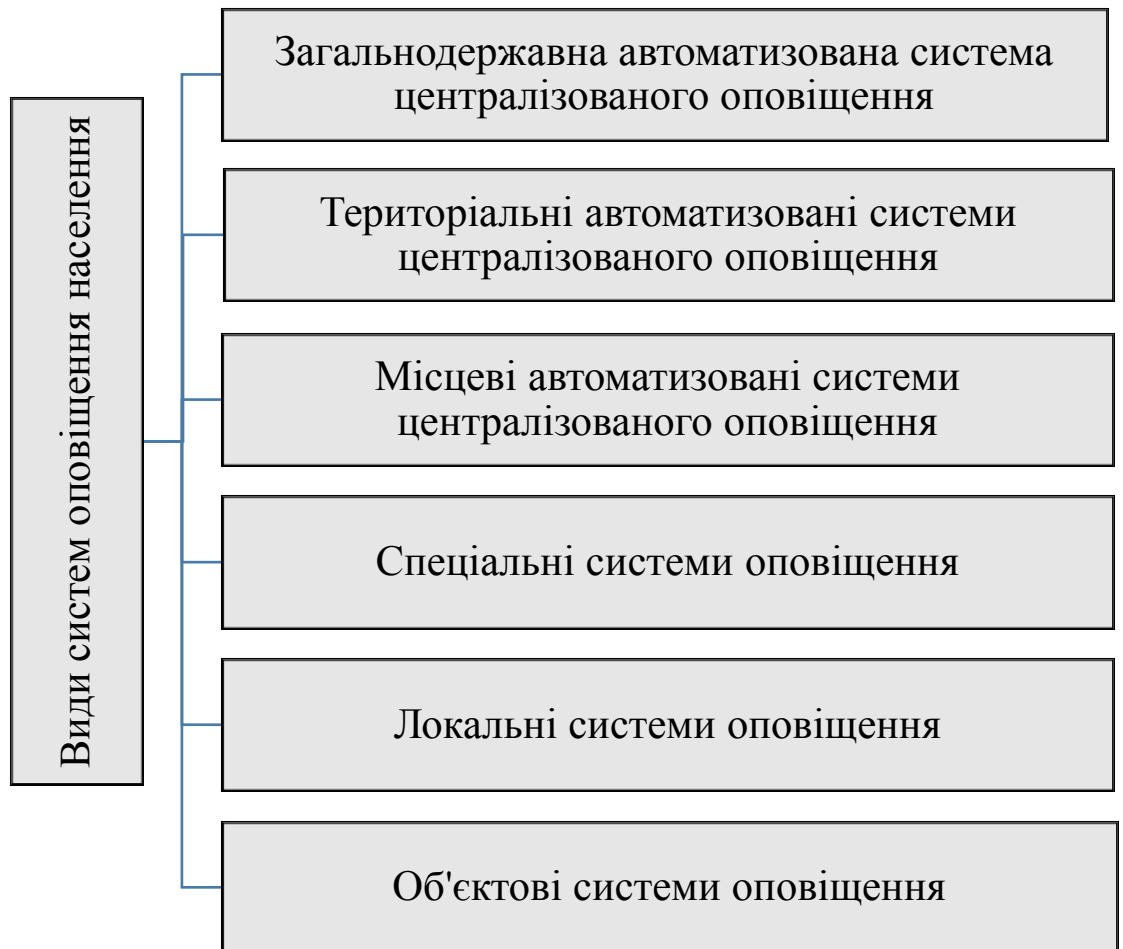 Види систем оповіщення населення
Загальнодержавна автоматизована система
централізованого оповіщення
Територіальні автоматизовані системи
централізованого оповіщення
Місцеві автоматизовані системи
централізованого оповіщення
Спеціальні системи оповіщення
Локальні системи оповіщення
Об'єктові системи оповіщення